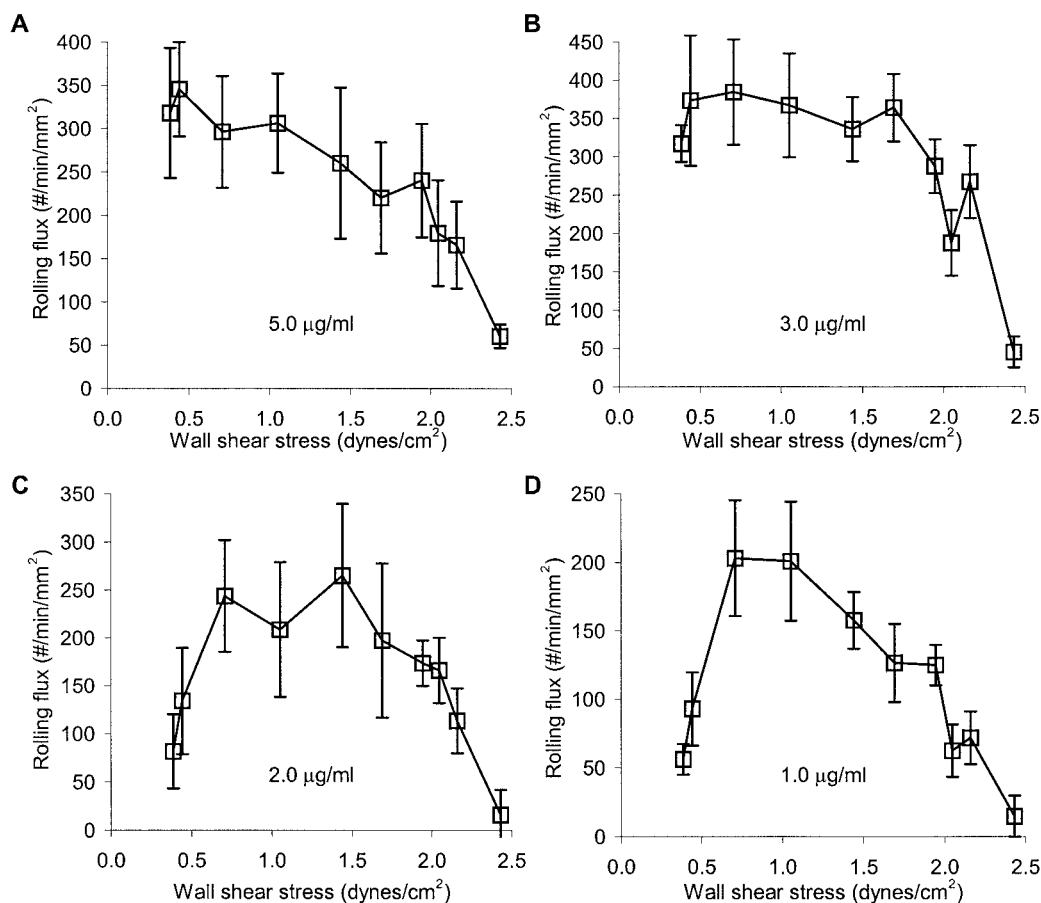 A
400
350
300
250
200
150
100
50
0
Rolling flux (#/min/mm²)
5.0 µg/ml
0.0 0.5 1.0 1.5 2.0 2.5
Wall shear stress (dynes/cm²)
B
450
400
350
300
250
200
150
100
50
0
Rolling flux (#/min/mm²)
3.0 µg/ml
0.0 0.5 1.0 1.5 2.0 2.5
Wall shear stress (dynes/cm²)
C
350
300
250
200
150
100
50
0
Rolling flux (#/min/mm²)
2.0 µg/ml
0.0 0.5 1.0 1.5 2.0 2.5
Wall shear stress (dynes/cm²)
D
250
200
150
100
50
0
Rolling flux (#/min/mm²)
1.0 µg/ml
0.0 0.5 1.0 1.5 2.0 2.5
Wall shear stress (dynes/cm²)